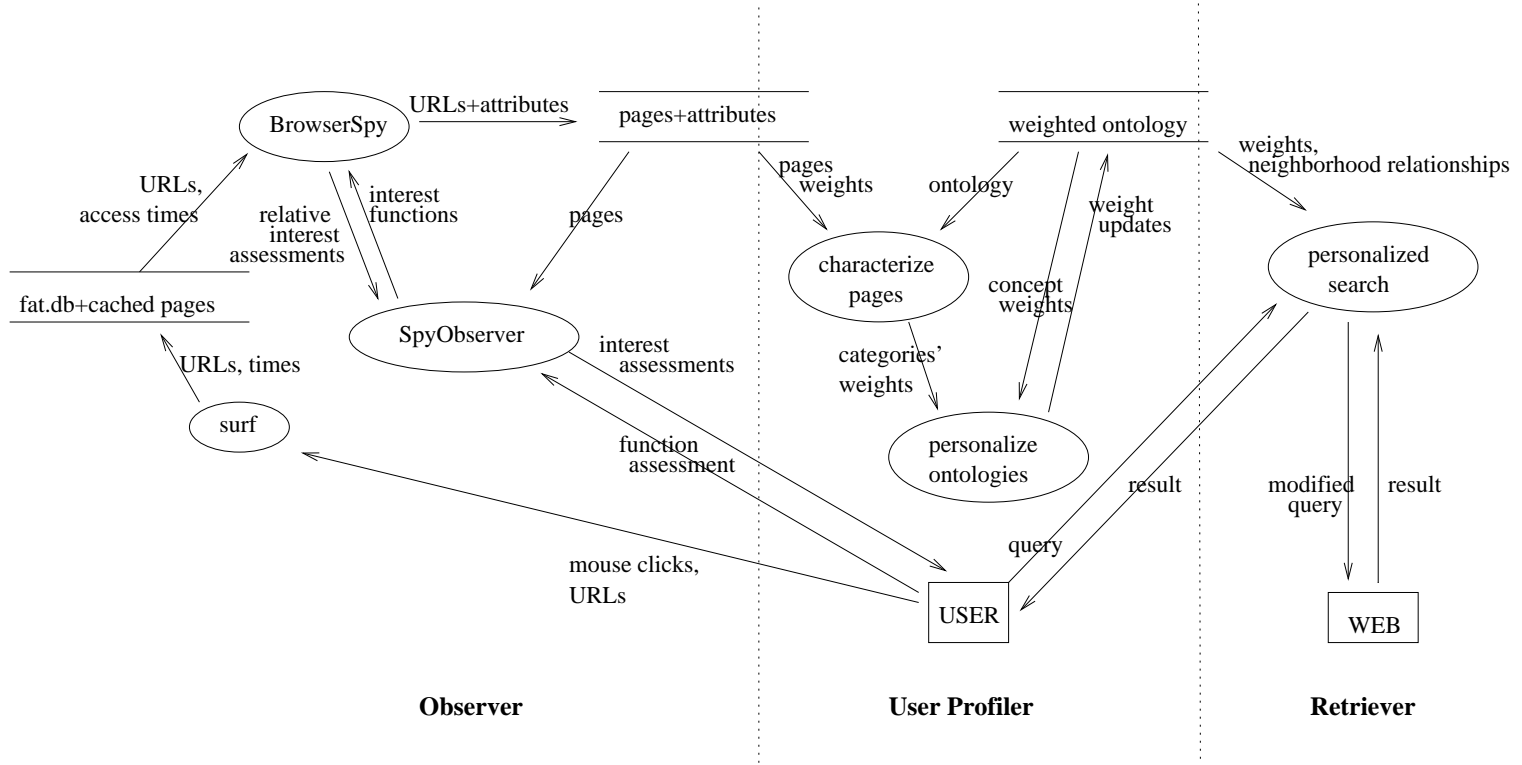 URLs+attributes
BrowserSpy
pages+attributes
weighted ontology
weights,
neighborhood relationships
pages
weights
ontology
URLs,
access times
interest
functions
relative
interest
assessments
pages
weight
updates
characterize
pages
personalized
search
concept
weights
fat.db+cached pages
SpyObserver
interest
assessments
categories'
weights
URLs, times
surf
function
assessment
personalize
ontologies
result
modified
query
result
query
mouse clicks,
URLs
USER
WEB
Observer
User Profiler
Retriever